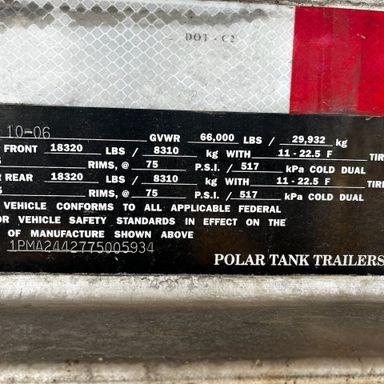 DOT-C2
10-06 GVWR 66,000 LBS / 29,932 kg
FRONT 18320 LBS / 8310 kg WITH 11-22.5 F TIR
RIMS, @ 75 P.S.I. / 517 kPa COLD DUAL
REAR 18320 LBS / 8310 kg WITH 11-22.5 F TIRE
RIMS, @ 75 P.S.I. / 517 kPa COLD DUAL
VEHICLE CONFORMS TO ALL APPLICABLE FEDERAL
OR VEHICLE SAFETY STANDARDS IN EFFECT ON THE
OF MANUFACTURE SHOWN ABOVE
1PMA2442775005934
POLAR TANK TRAILERS